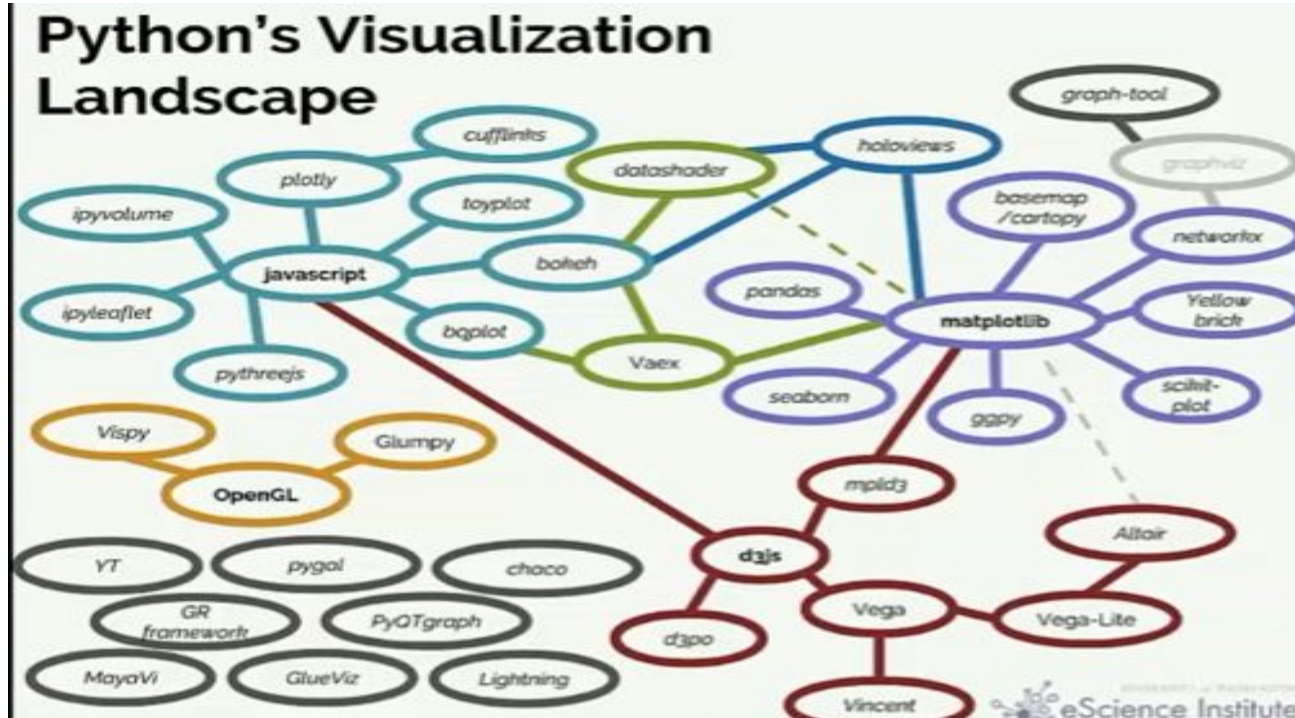 Python's Visualization
Landscape
graph-tool
cufflinks
holoviews
datashader
graphviz
plotly
basemap
/cartopy
toyplot
ipyvolume
networkx
bokeh
javascript
pandas
Yellow
brick
ipyleaflet
matplotlib
bqplot
Vaex
pythreejs
seaborn
scikit-
plot
ggpy
Vispy
Glumpy
mpld3
OpenGL
Altair
d3js
YT
pygal
chaco
Vega
GR
framework
PyQTgraph
Vega-Lite
d3po
MayaVi
GlueViz
Lightning
Vincent
eScience Institute